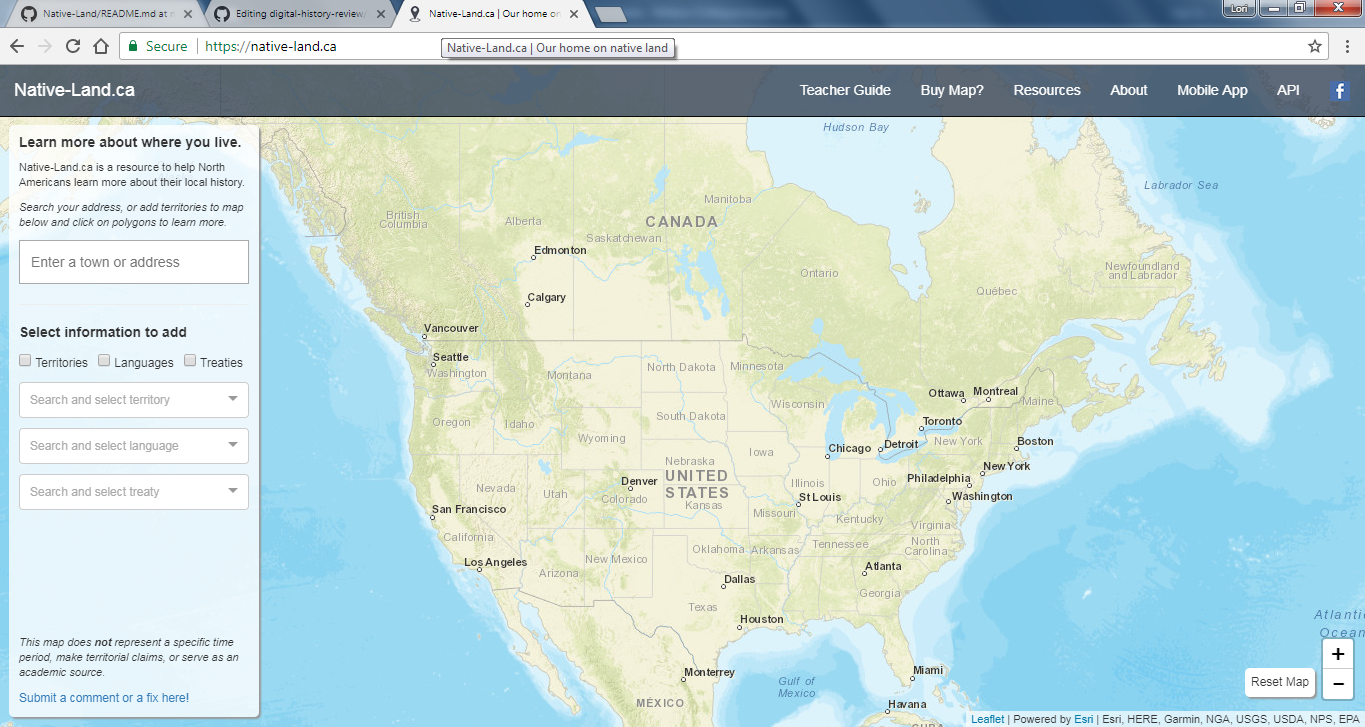 Native-Land/README.md at m
Editing digital-history-review/
Native-Land.ca | Our home on
Lori
Secure
https://native-land.ca
Native-Land.ca | Our home on native land
Native-Land.ca
Teacher Guide
Buy Map?
Resources
About
Mobile App
API
Learn more about where you live.
Native-Land.ca is a resource to help North
Americans learn more about their local history.
Search your address, or add territories to map
below and click on polygons to learn more.
Enter a town or address
Select information to add
Territories
Languages
Treaties
Search and select territory
Search and select language
Search and select treaty
This map does not represent a specific time
period, make territorial claims, or serve as an
academic source.
Submit a comment or a fix here!
Hudson Bay
Labrador Sea
British
Columbia
Alberta
Manitoba
CANADA
Saskatchewan
Edmonton
Ontario
Newfoundland
and Labrador
Québec
Calgary
Vancouver
Seattle
Washington
Montana
North Dakota
Minnesota
Ottawa
Montreal
Maine
Wisconsin
South Dakota
Oregon
Idaho
Toronto
Wyoming
Chicago
Detroit
New York
Boston
Iowa
Nebraska
New York
Philadelphia
Nevada
Utah
Denver
Colorado
UNITED
STATES
Kansas
Illinois
Ohio
St Louis
Washington
San Francisco
Missouri
Kentucky
Virginia
California
Oklahoma
Arkansas
Tennessee
North
Carolina
Los Angeles
Arizona
New Mexico
Atlanta
Dallas
Georgia
Texas
Houston
Atlanti
Ocean
Monterrey
Miami
Gulf of
Mexico
MÉXICO
Havana
CUBA
+
Reset Map
−
Leaflet | Powered by Esri | Esri, HERE, Garmin, NGA, USGS, USDA, NPS, EPA